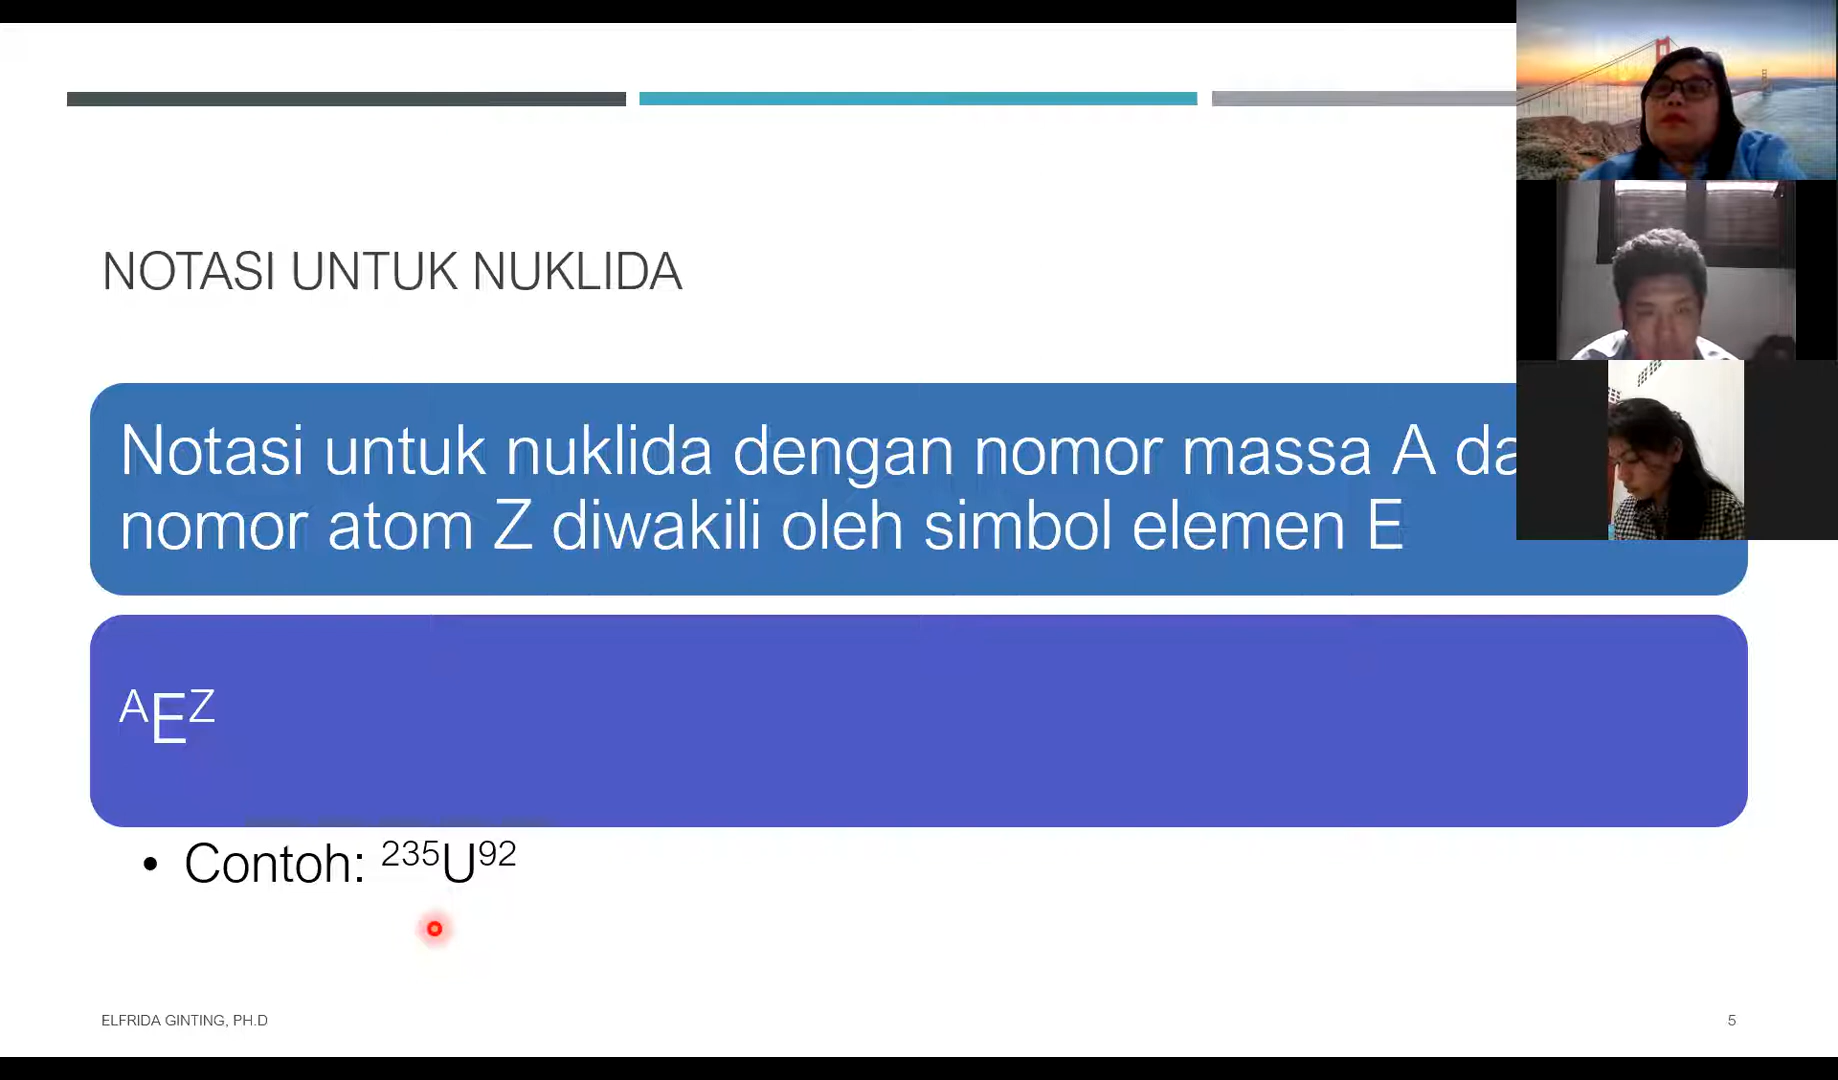 NOTASI UNTUK NUKLIDA
Notasi untuk nuklida dengan nomor massa A
nomor atom Z diwakili oleh simbol elemen E
ᴬEᶻ
• Contoh: ²³⁵U⁹²
ELFRIDA GINTING, PH.D
5